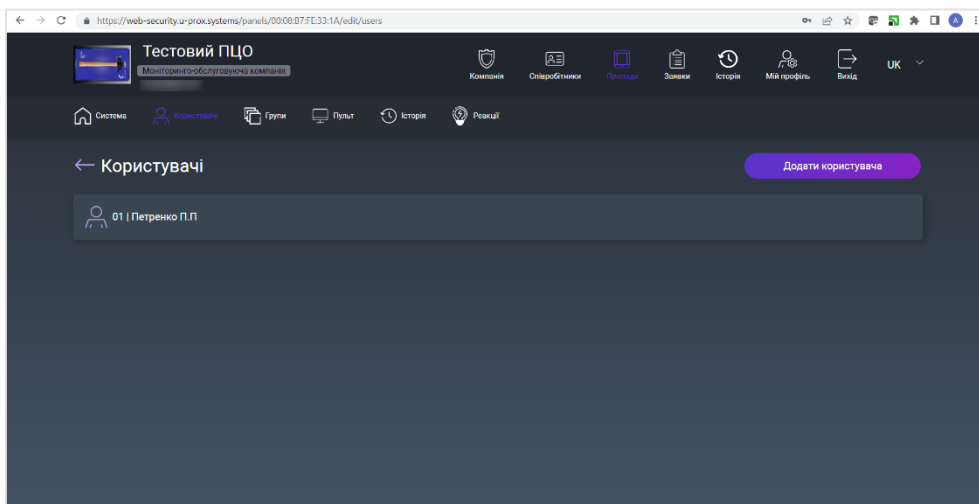 https://web-security.u-prox.systems/panels/00:08:B7:FE:33:1A/edit/users
Тестовий ПЦО
Моніторинго-обслуговуюча компанія
Компанія Співробітники Прилади Заявки Історія Мій профіль Вихід UK
Система Користувачі Групи Пульт Історія Реакції
Користувачі
Додати користувача
01 | Петренко П.П